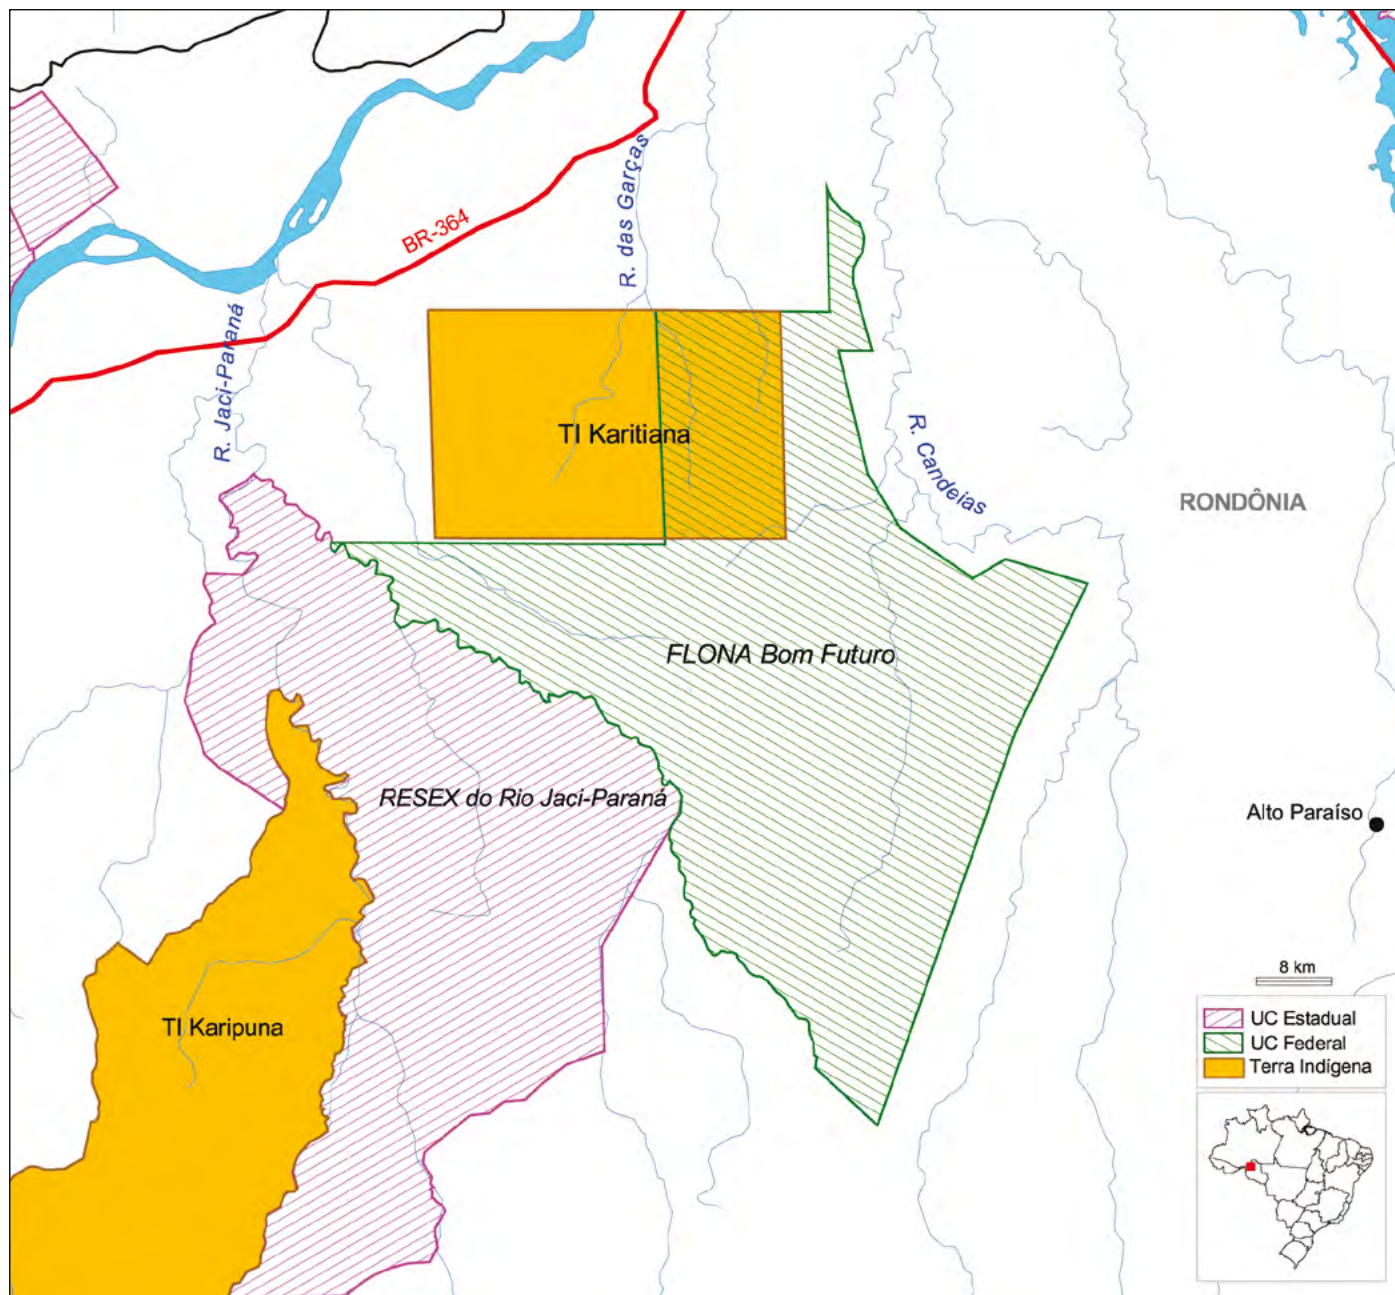 R. das Garças
BR-364
R. Jaci-Paraná
TI Karitiana
R. Candeias
RONDÔNIA
FLONA Bom Futuro
RESEX do Rio Jaci-Paraná
Alto Paraíso
TI Karipuna
8 km
UC Estadual
UC Federal
Terra Indígena